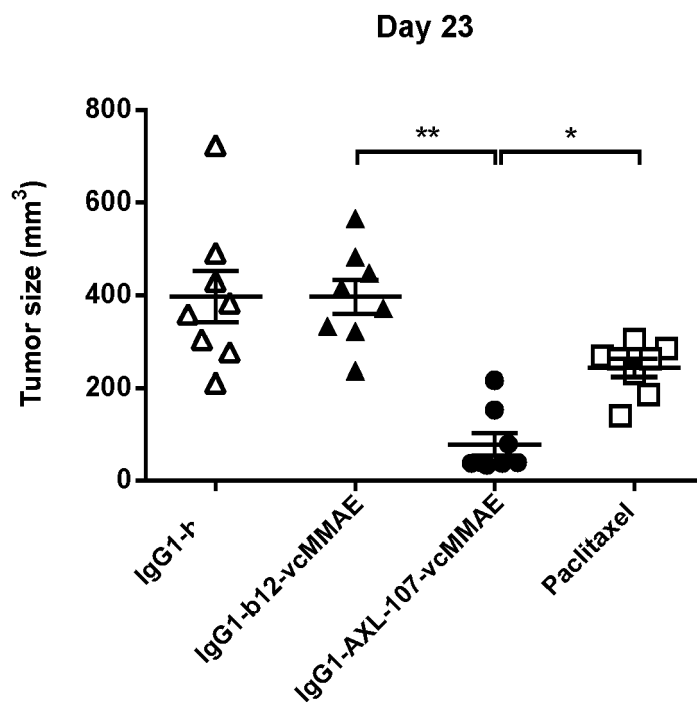 Day 23
800
600
400
200
0
Tumor size (mm³)
**
*
IgG1-b12-vcMMAE
IgG1-AXL-107-vcMMAE
Paclitaxel